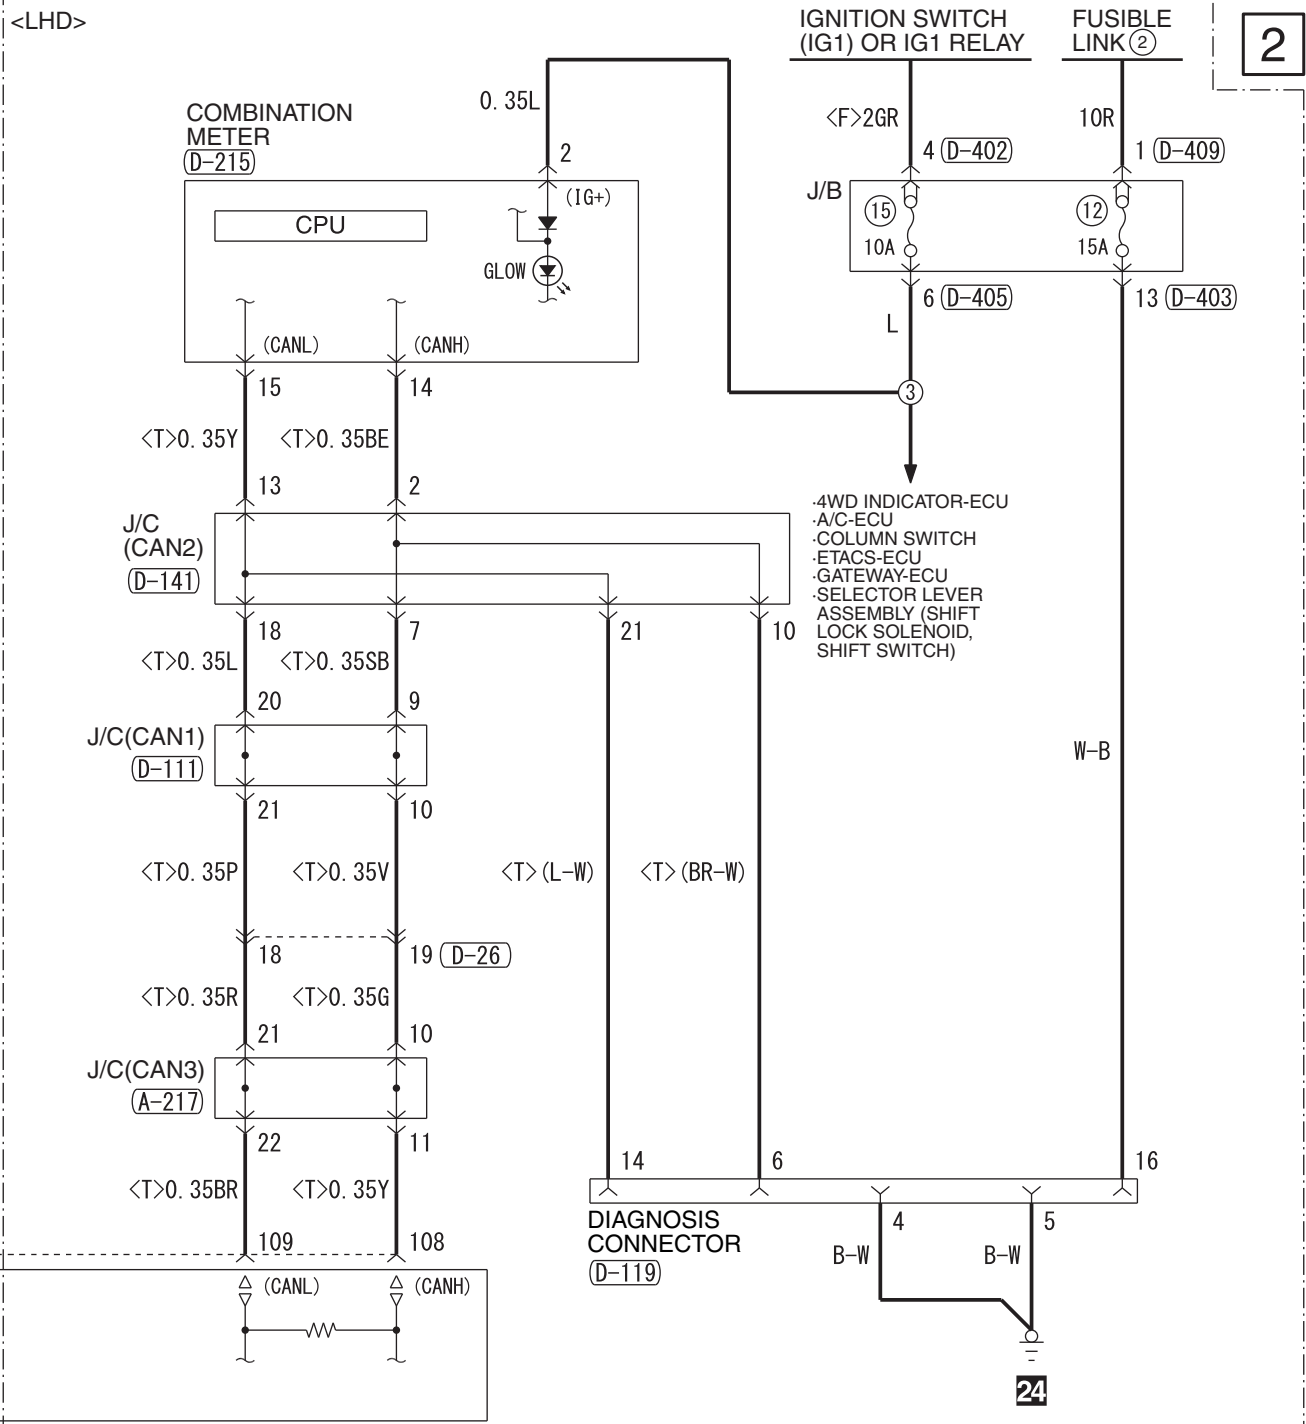 <LHD>
IGNITION SWITCH
(IG1) OR IG1 RELAY
FUSIBLE
LINK ②
2
COMBINATION
METER
D-215
0.35L
2
(IG+)
<F>2GR
4 D-402
10R
1 D-409
J/B
15
10A
12
15A
CPU
GLOW
6 D-405
13 D-403
L
(CANL)
(CANH)
15
14
3
<T>0.35Y
<T>0.35BE
13
2
·4WD INDICATOR-ECU
·A/C-ECU
·COLUMN SWITCH
·ETACS-ECU
·GATEWAY-ECU
·SELECTOR LEVER
ASSEMBLY (SHIFT
LOCK SOLENOID,
SHIFT SWITCH)
J/C
(CAN2)
D-141
18
7
21
10
<T>0.35L
<T>0.35SB
20
9
J/C(CAN1)
D-111
W-B
21
10
<T>0.35P
<T>0.35V
<T>(L-W)
<T>(BR-W)
18
19 D-26
<T>0.35R
<T>0.35G
21
10
J/C(CAN3)
A-217
22
11
14
6
16
<T>0.35BR
<T>0.35Y
DIAGNOSIS
CONNECTOR
D-119
4
5
B-W
B-W
109
108
(CANL)
(CANH)
24